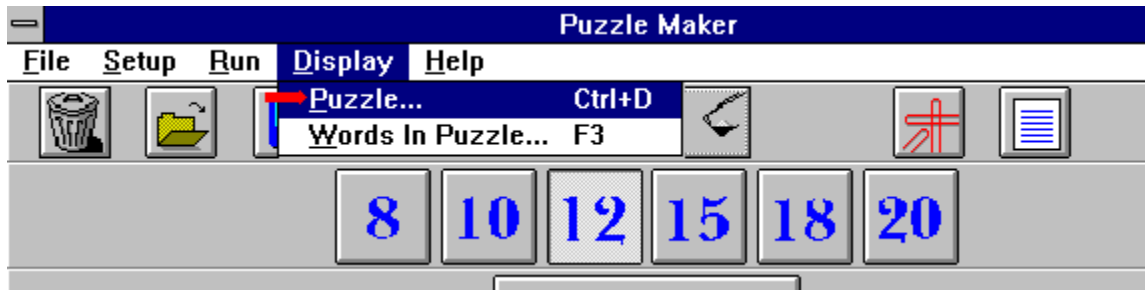 Puzzle Maker
File Setup Run Display Help
Puzzle... Ctrl+D
Words In Puzzle... F3
8 10 12 15 18 20